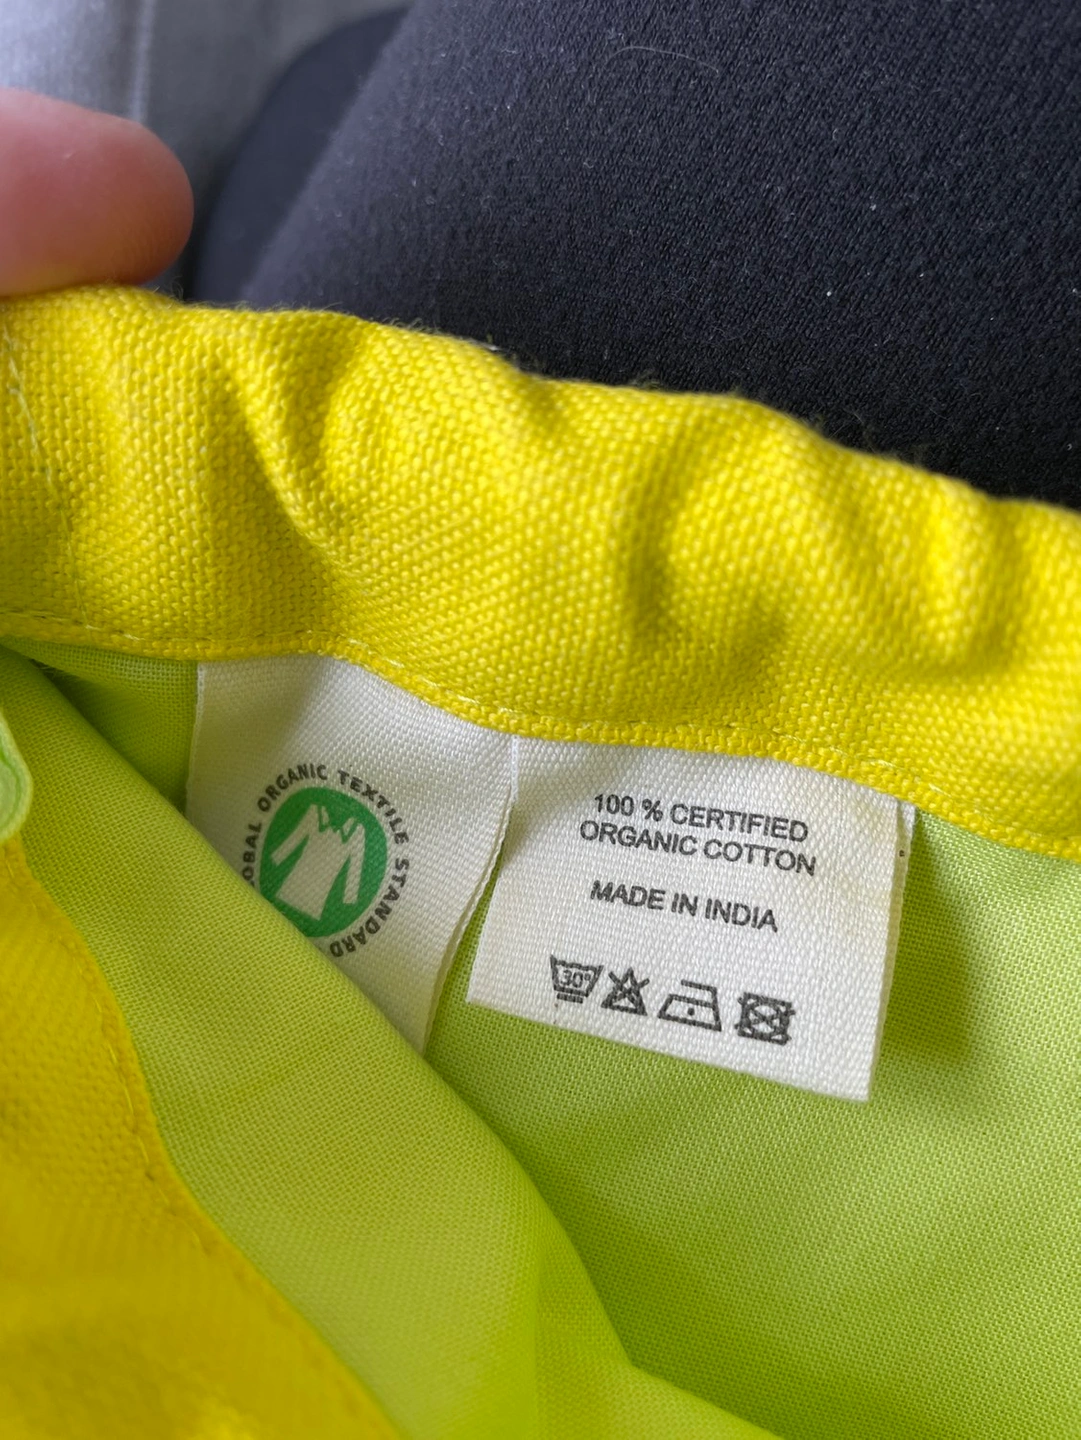 ORGANIC TEXTILE STANDARD
100 % CERTIFIED
ORGANIC COTTON
MADE IN INDIA
30°